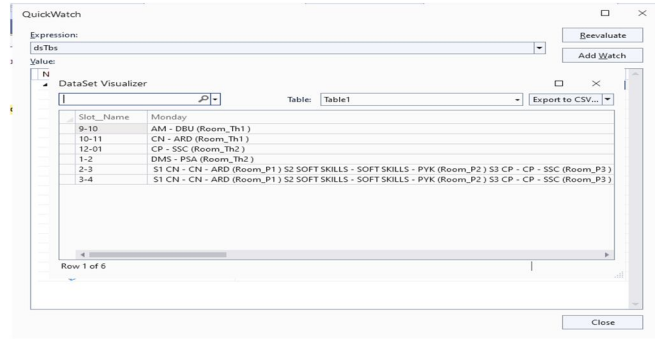 QuickWatch
Expression:
Reevaluate
dsTbs
Add Watch
Value:
N
DataSet Visualizer
Table: Table1 Export to CSV...
Slot__Name Monday
9-10 AM - DBU (Room_Th1 )
10-11 CN - ARD (Room_Th1 )
12-01 CP - SSC (Room_Th2 )
1-2 DMS - PSA (Room_Th2 )
2-3 S1 CN - CN - ARD (Room_P1 ) S2 SOFT SKILLS - SOFT SKILLS - PYK (Room_P2 ) S3 CP - CP - SSC (Room_P3 )
3-4 S1 CN - CN - ARD (Room_P1 ) S2 SOFT SKILLS - SOFT SKILLS - PYK (Room_P2 ) S3 CP - CP - SSC (Room_P3 )
Row 1 of 6
Close